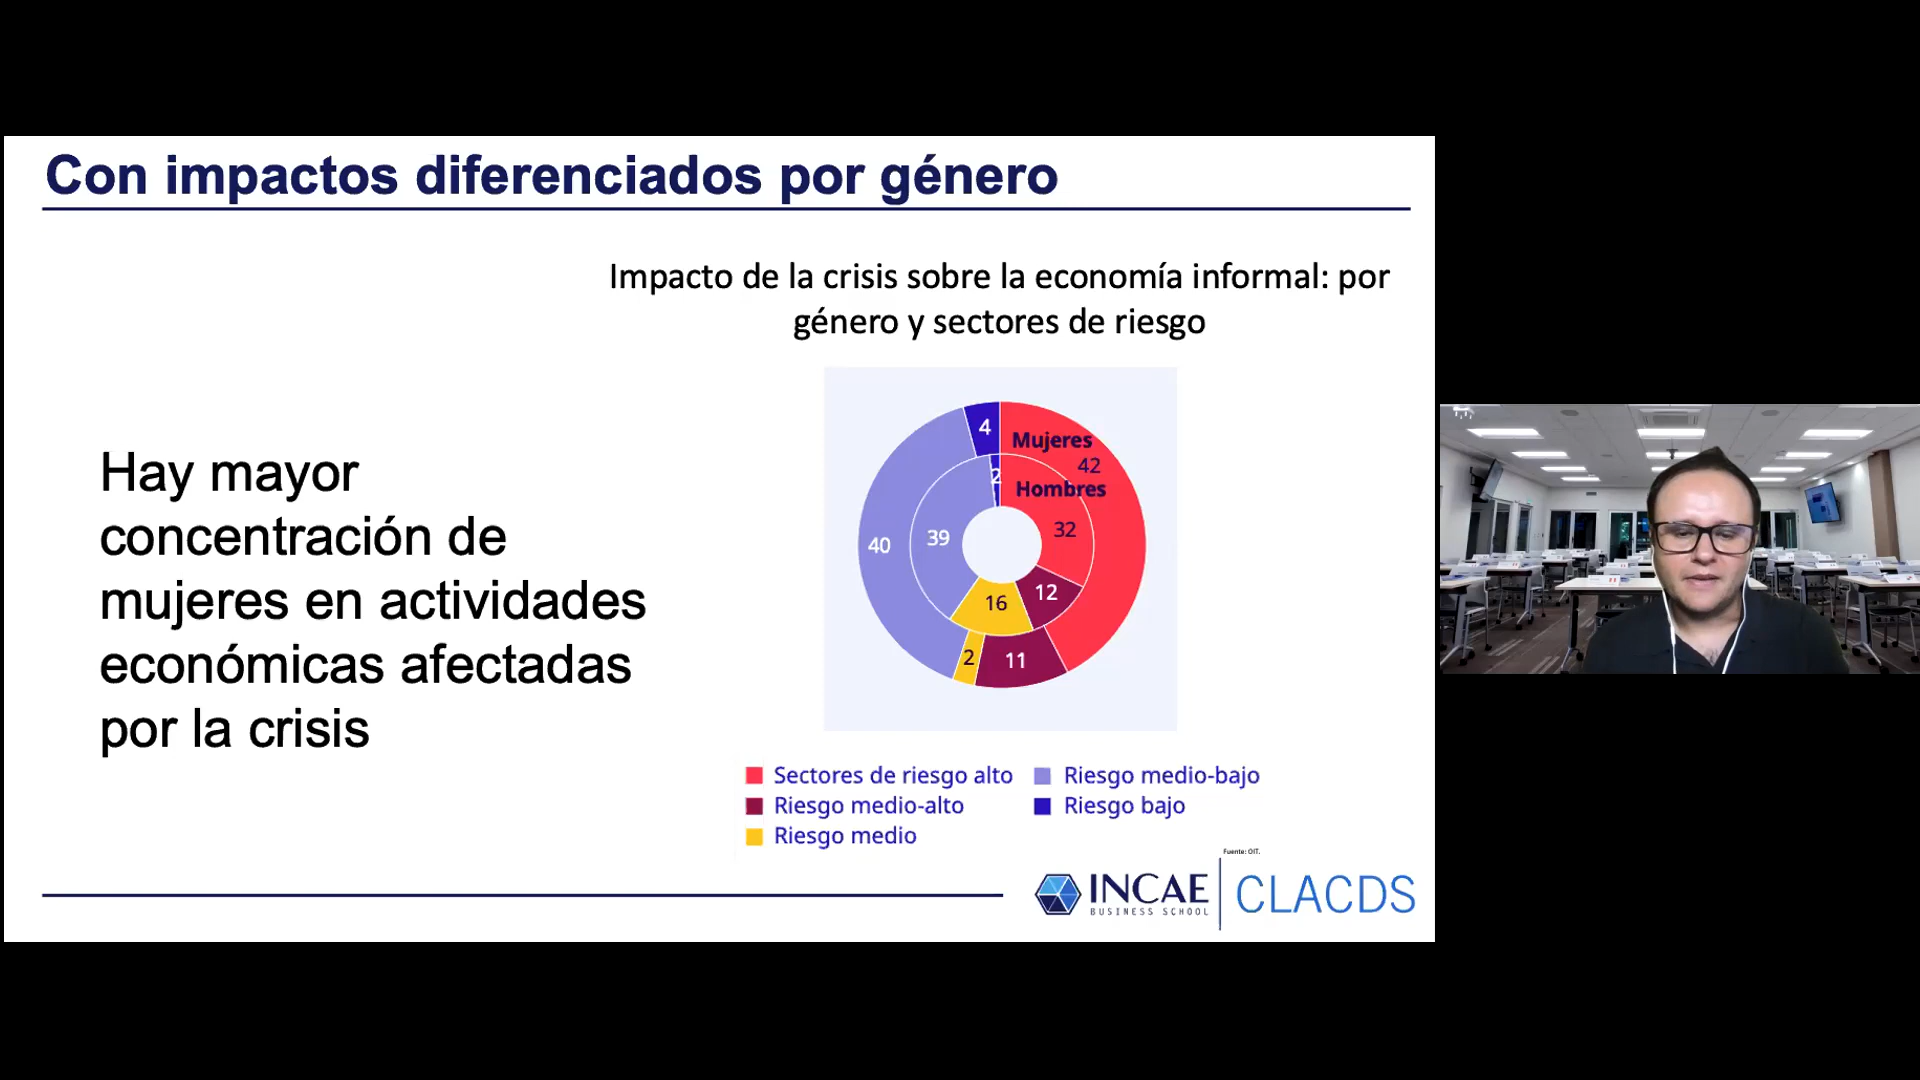 Con impactos diferenciados por género
Impacto de la crisis sobre la economía informal: por
género y sectores de riesgo
Hay mayor
concentración de
mujeres en actividades
económicas afectadas
por la crisis
4
Mujeres
42
2
Hombres
32
40
39
12
16
2
11
Sectores de riesgo alto
Riesgo medio-bajo
Riesgo medio-alto
Riesgo bajo
Riesgo medio
Fuente: OIT.
INCAE
BUSINESS SCHOOL
CLACDS